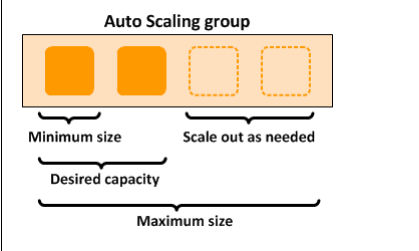 Auto Scaling group
Minimum size
Scale out as needed
Desired capacity
Maximum size